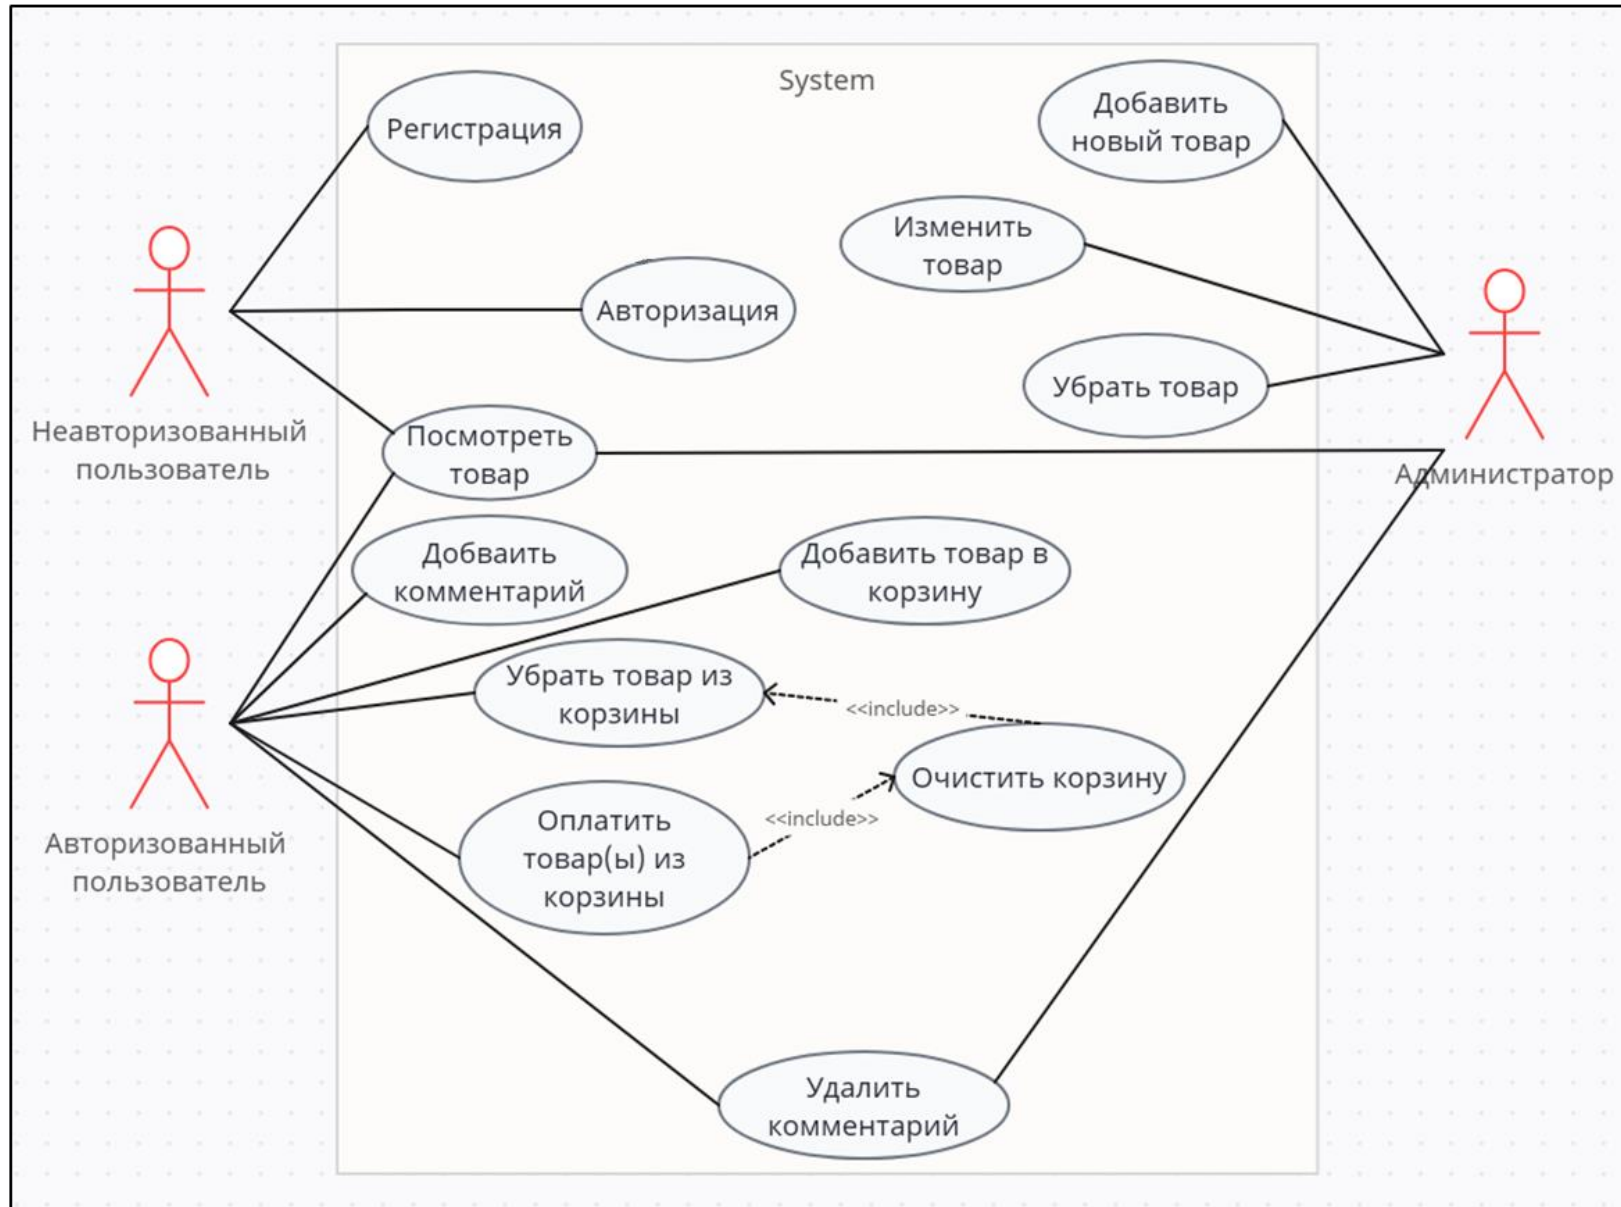 System
Регистрация
Добавить
новый товар
Изменить
товар
Авторизация
Убрать товар
Неавторизованный
пользователь
Посмотреть
товар
Администратор
Добваить
комментарий
Добавить товар в
корзину
Убрать товар из
корзины
<<include>>
Очистить корзину
<<include>>
Оплатить
товар(ы) из
корзины
Авторизованный
пользователь
Удалить
комментарий